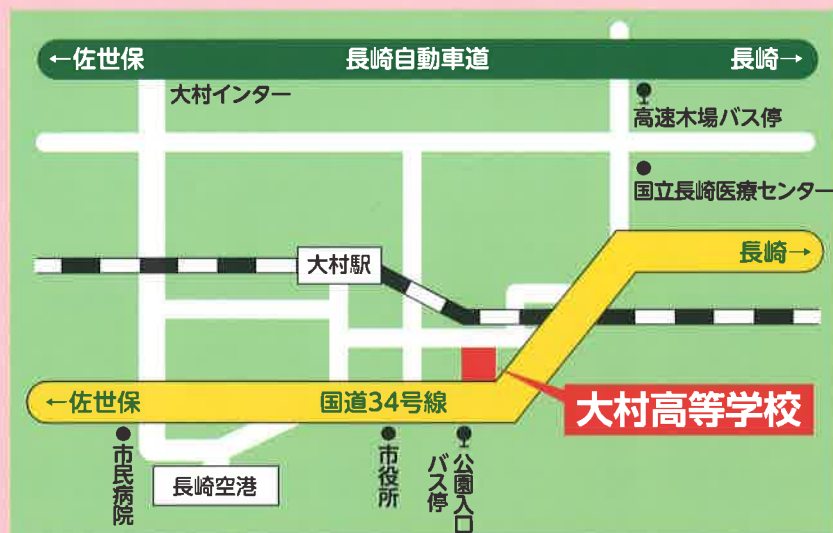 ←佐世保
長崎自動車道
長崎→
大村インター
高速木場バス停
国立長崎医療センター
大村駅
長崎→
←佐世保
国道34号線
大村高等学校
市民病院
長崎空港
市役所
公園入口
バス停